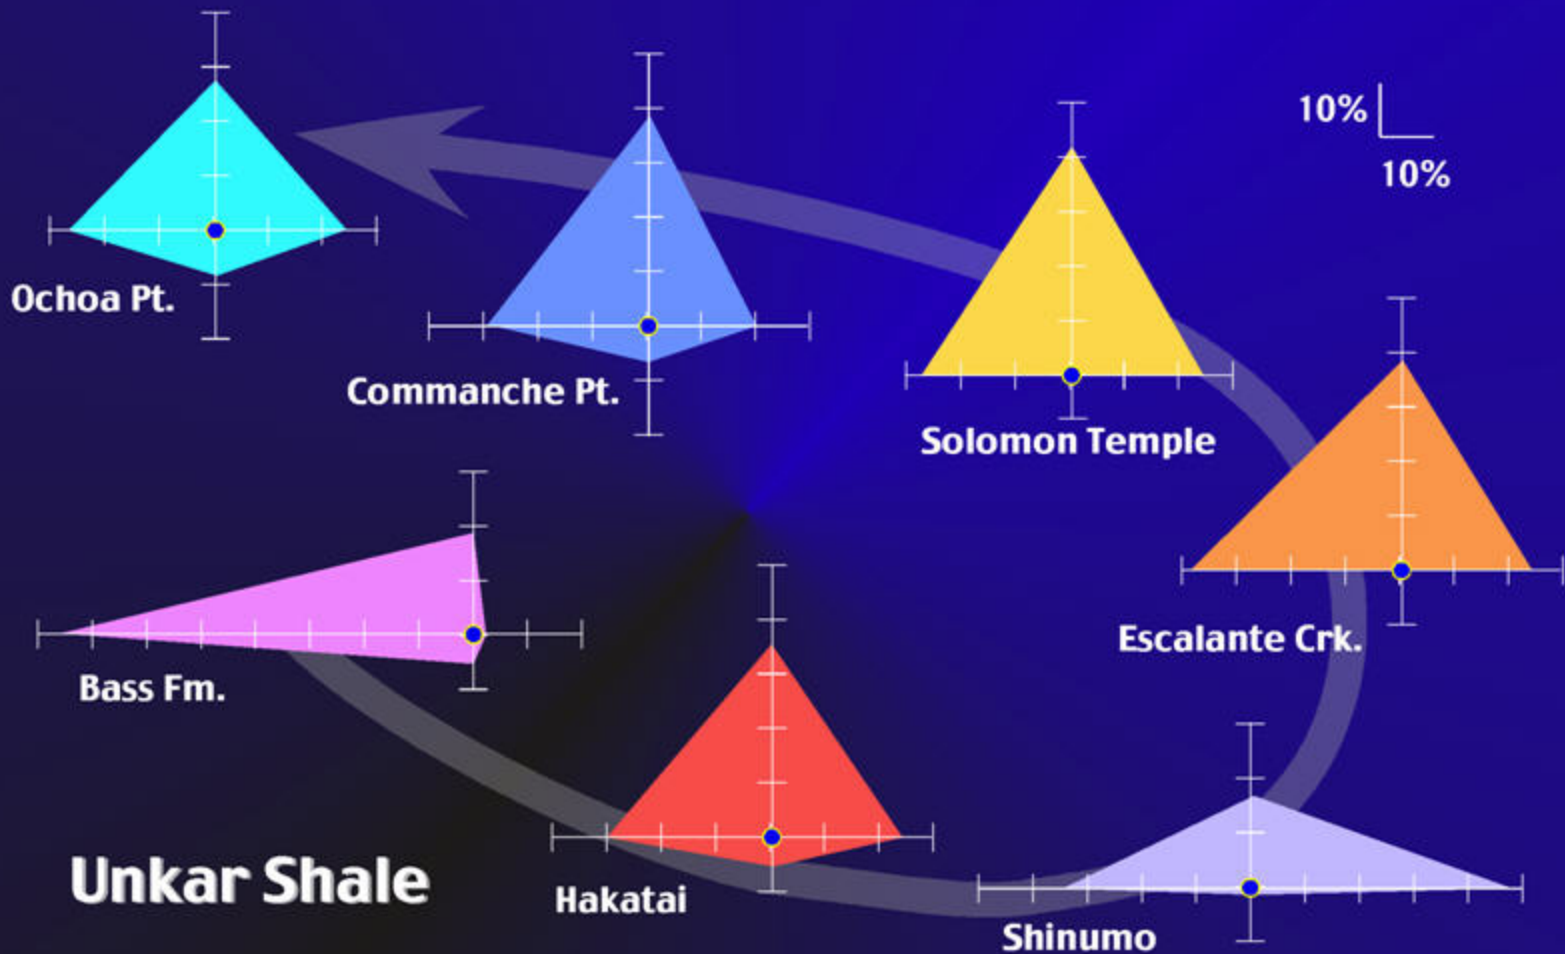 10%
10%
Ochoa Pt.
Commanche Pt.
Solomon Temple
Escalante Crk.
Bass Fm.
Hakatai
Shinumo
Unkar Shale